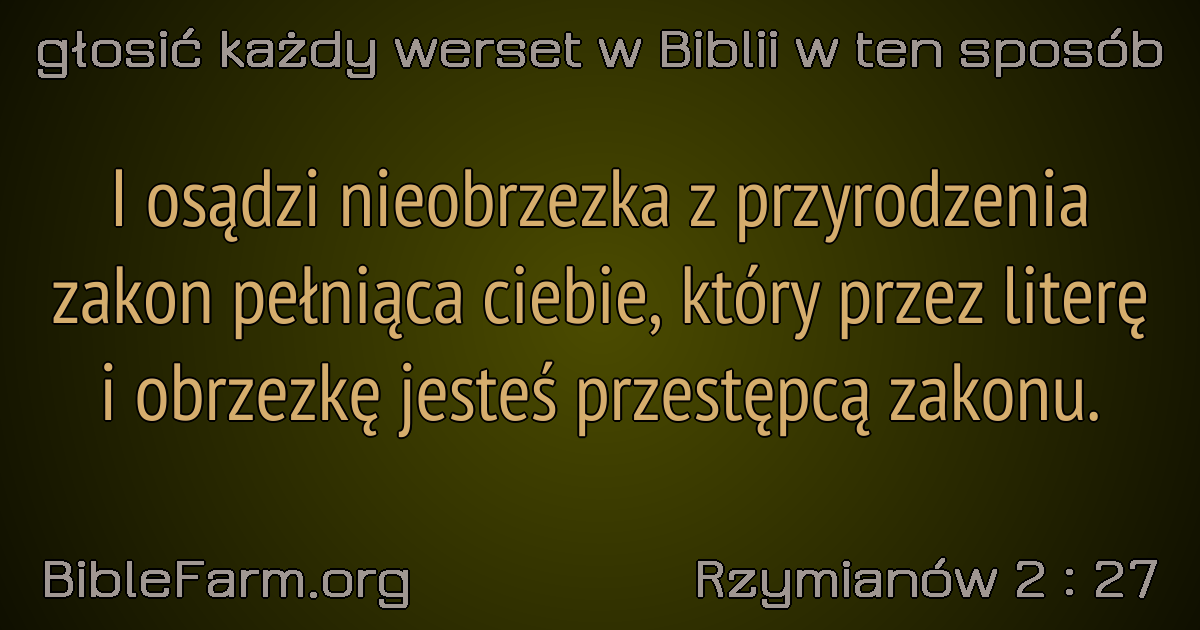 głosić każdy werset w Biblii w ten sposób
I osądzi nieobrzezka z przyrodzenia
zakon pełniąca ciebie, który przez literę
i obrzezkę jesteś przestępcą zakonu.
BibleFarm.org
Rzymianów 2 : 27